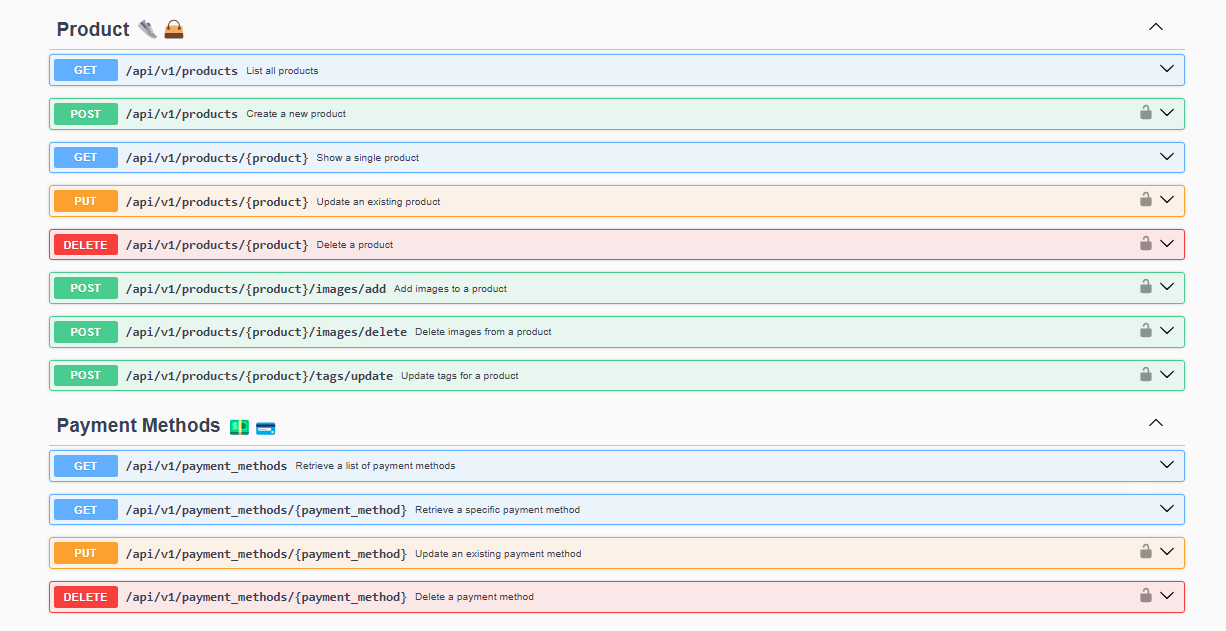 Product
GET /api/v1/products List all products
POST /api/v1/products Create a new product
GET /api/v1/products/{product} Show a single product
PUT /api/v1/products/{product} Update an existing product
DELETE /api/v1/products/{product} Delete a product
POST /api/v1/products/{product}/images/add Add images to a product
POST /api/v1/products/{product}/images/delete Delete images from a product
POST /api/v1/products/{product}/tags/update Update tags for a product
Payment Methods
GET /api/v1/payment_methods Retrieve a list of payment methods
GET /api/v1/payment_methods/{payment_method} Retrieve a specific payment method
PUT /api/v1/payment_methods/{payment_method} Update an existing payment method
DELETE /api/v1/payment_methods/{payment_method} Delete a payment method